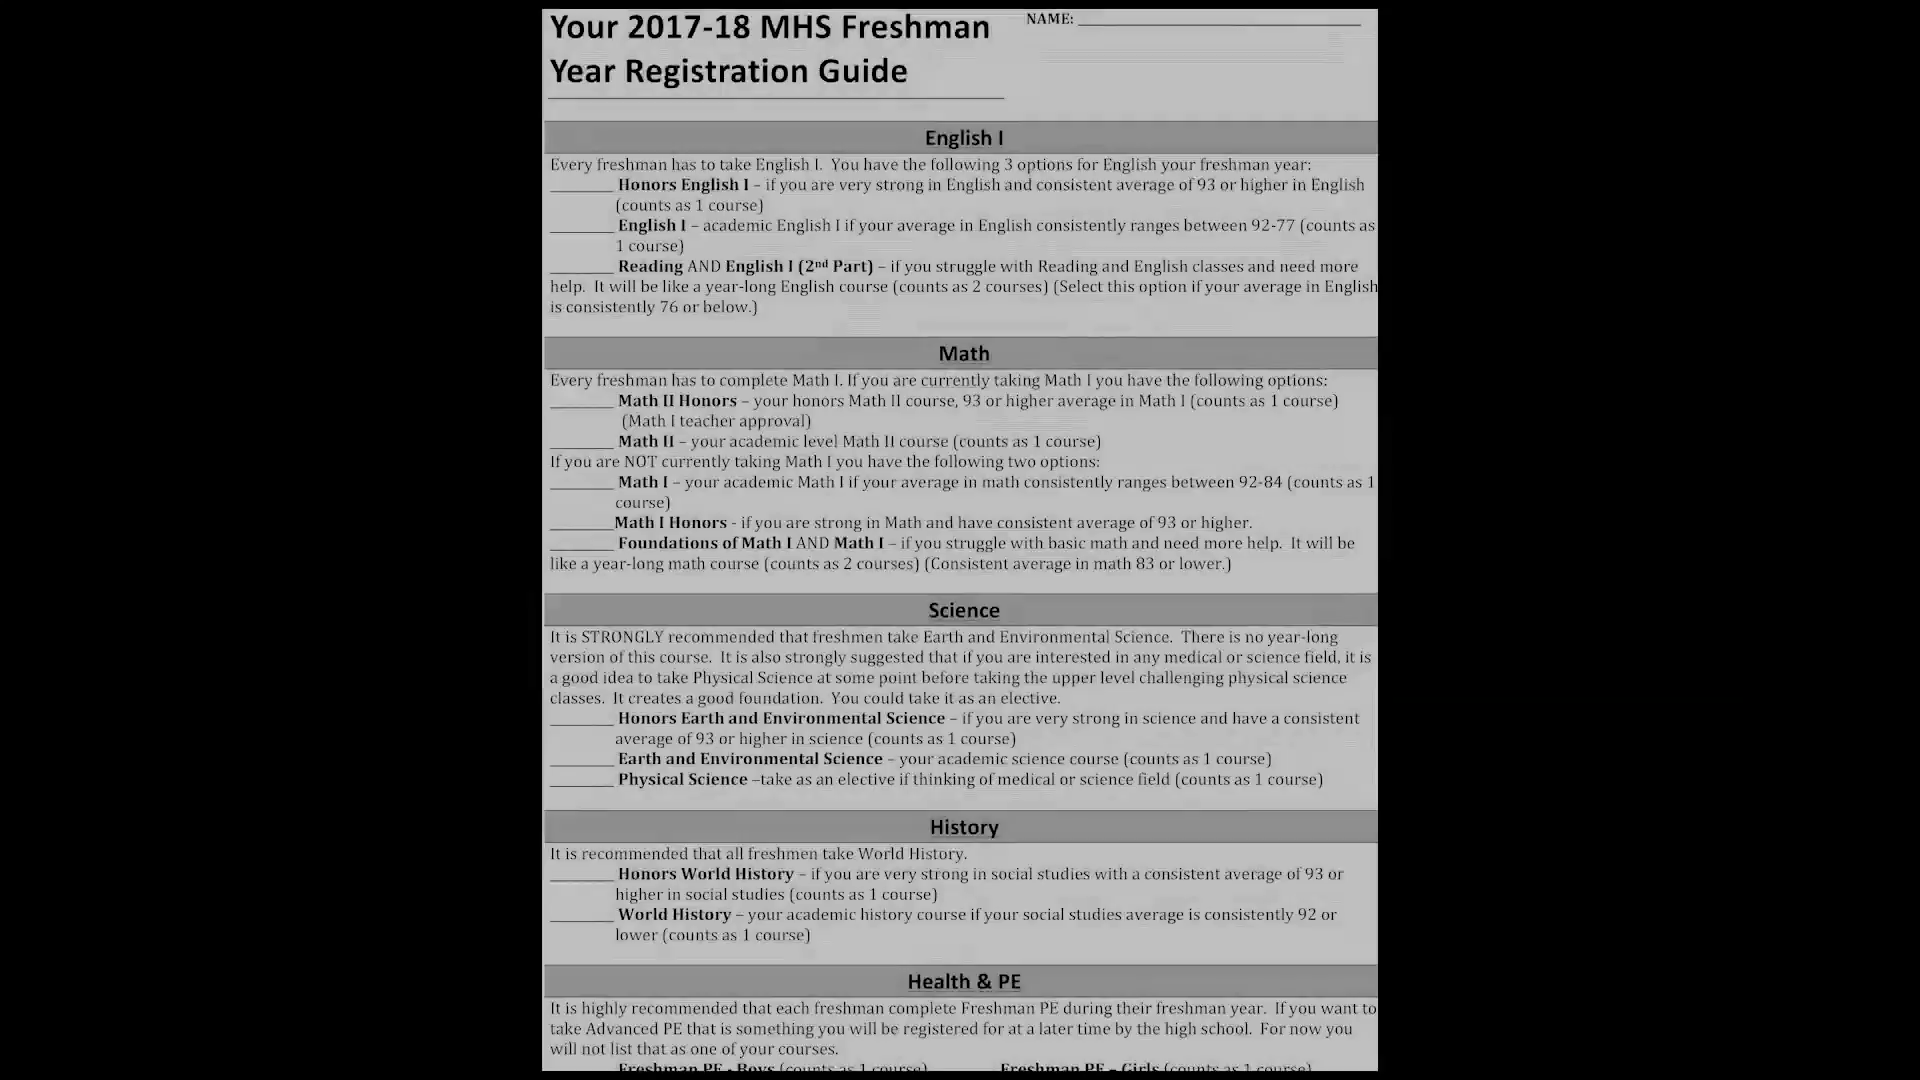 Your 2017-18 MHS Freshman
Year Registration Guide
NAME: ______________________________
English I
Every freshman has to take English I.  You have the following 3 options for English your freshman year:
________ Honors English I – if you are very strong in English and consistent average of 93 or higher in English
(counts as 1 course)
________ English I – academic English I if your average in English consistently ranges between 92-77 (counts as
1 course)
________ Reading AND English I (2nd Part) – if you struggle with Reading and English classes and need more
help.  It will be like a year-long English course (counts as 2 courses) (Select this option if your average in English
is consistently 76 or below.)
Math
Every freshman has to complete Math I. If you are currently taking Math I you have the following options:
________ Math II Honors – your honors Math II course, 93 or higher average in Math I (counts as 1 course)
(Math I teacher approval)
________ Math II – your academic level Math II course (counts as 1 course)
If you are NOT currently taking Math I you have the following two options:
________ Math I – your academic Math I if your average in math consistently ranges between 92-84 (counts as 1
course)
________Math I Honors - if you are strong in Math and have consistent average of 93 or higher.
________ Foundations of Math I AND Math I – if you struggle with basic math and need more help.  It will be
like a year-long math course (counts as 2 courses) (Consistent average in math 83 or lower.)
Science
It is STRONGLY recommended that freshmen take Earth and Environmental Science.  There is no year-long
version of this course.  It is also strongly suggested that if you are interested in any medical or science field, it is
a good idea to take Physical Science at some point before taking the upper level challenging physical science
classes.  It creates a good foundation.  You could take it as an elective.
________ Honors Earth and Environmental Science – if you are very strong in science and have a consistent
average of 93 or higher in science (counts as 1 course)
________ Earth and Environmental Science – your academic science course (counts as 1 course)
________ Physical Science –take as an elective if thinking of medical or science field (counts as 1 course)
History
It is recommended that all freshmen take World History.
________ Honors World History – if you are very strong in social studies with a consistent average of 93 or
higher in social studies (counts as 1 course)
________ World History – your academic history course if your social studies average is consistently 92 or
lower (counts as 1 course)
Health & PE
It is highly recommended that each freshman complete Freshman PE during their freshman year.  If you want to
take Advanced PE that is something you will be registered for at a later time by the high school.  For now you
will not list that as one of your courses.
Freshman PE - Boys (counts as 1 course)
Freshman PE – Girls (counts as 1 course)